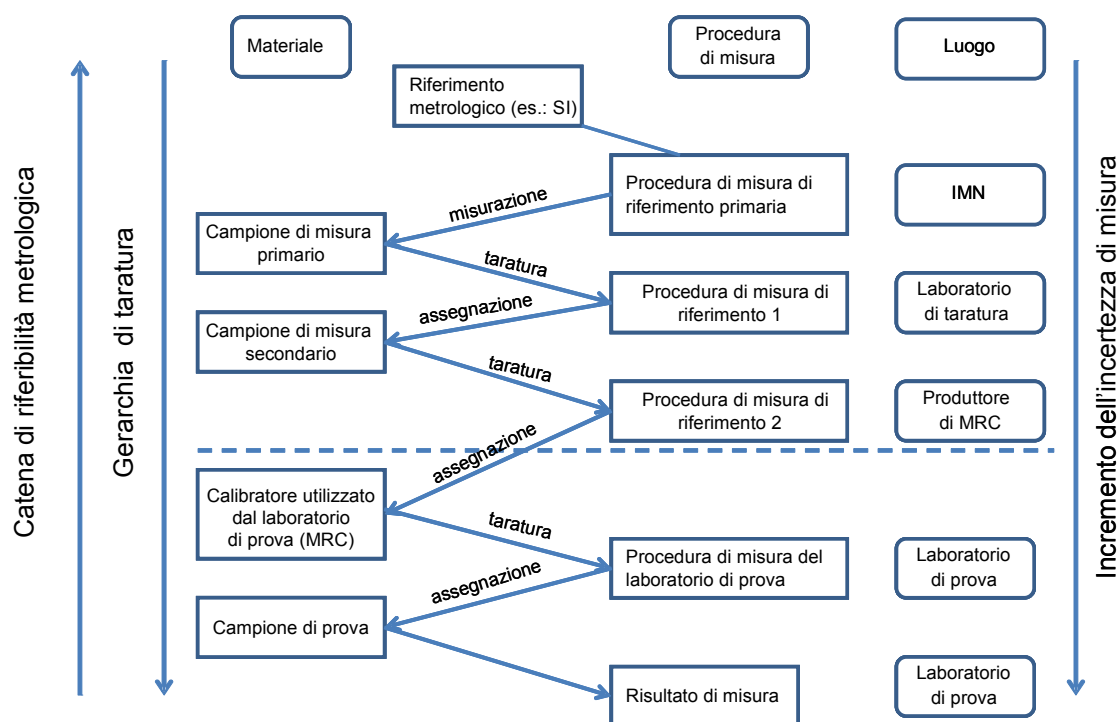 Materiale
Procedura
di misura
Luogo
Riferimento
metrologico (es.: SI)
Procedura di misura di
riferimento primaria
IMN
misurazione
Campione di misura
primario
taratura
Procedura di misura di
riferimento 1
Laboratorio
di taratura
assegnazione
Campione di misura
secondario
taratura
Procedura di misura di
riferimento 2
Produttore
di MRC
assegnazione
Calibratore utilizzato
dal laboratorio
di prova (MRC)
taratura
Procedura di misura del
laboratorio di prova
Laboratorio
di prova
assegnazione
Campione di prova
Risultato di misura
Laboratorio
di prova
Catena di riferibilità metrologica
Gerarchia di taratura
Incremento dell'incertezza di misura